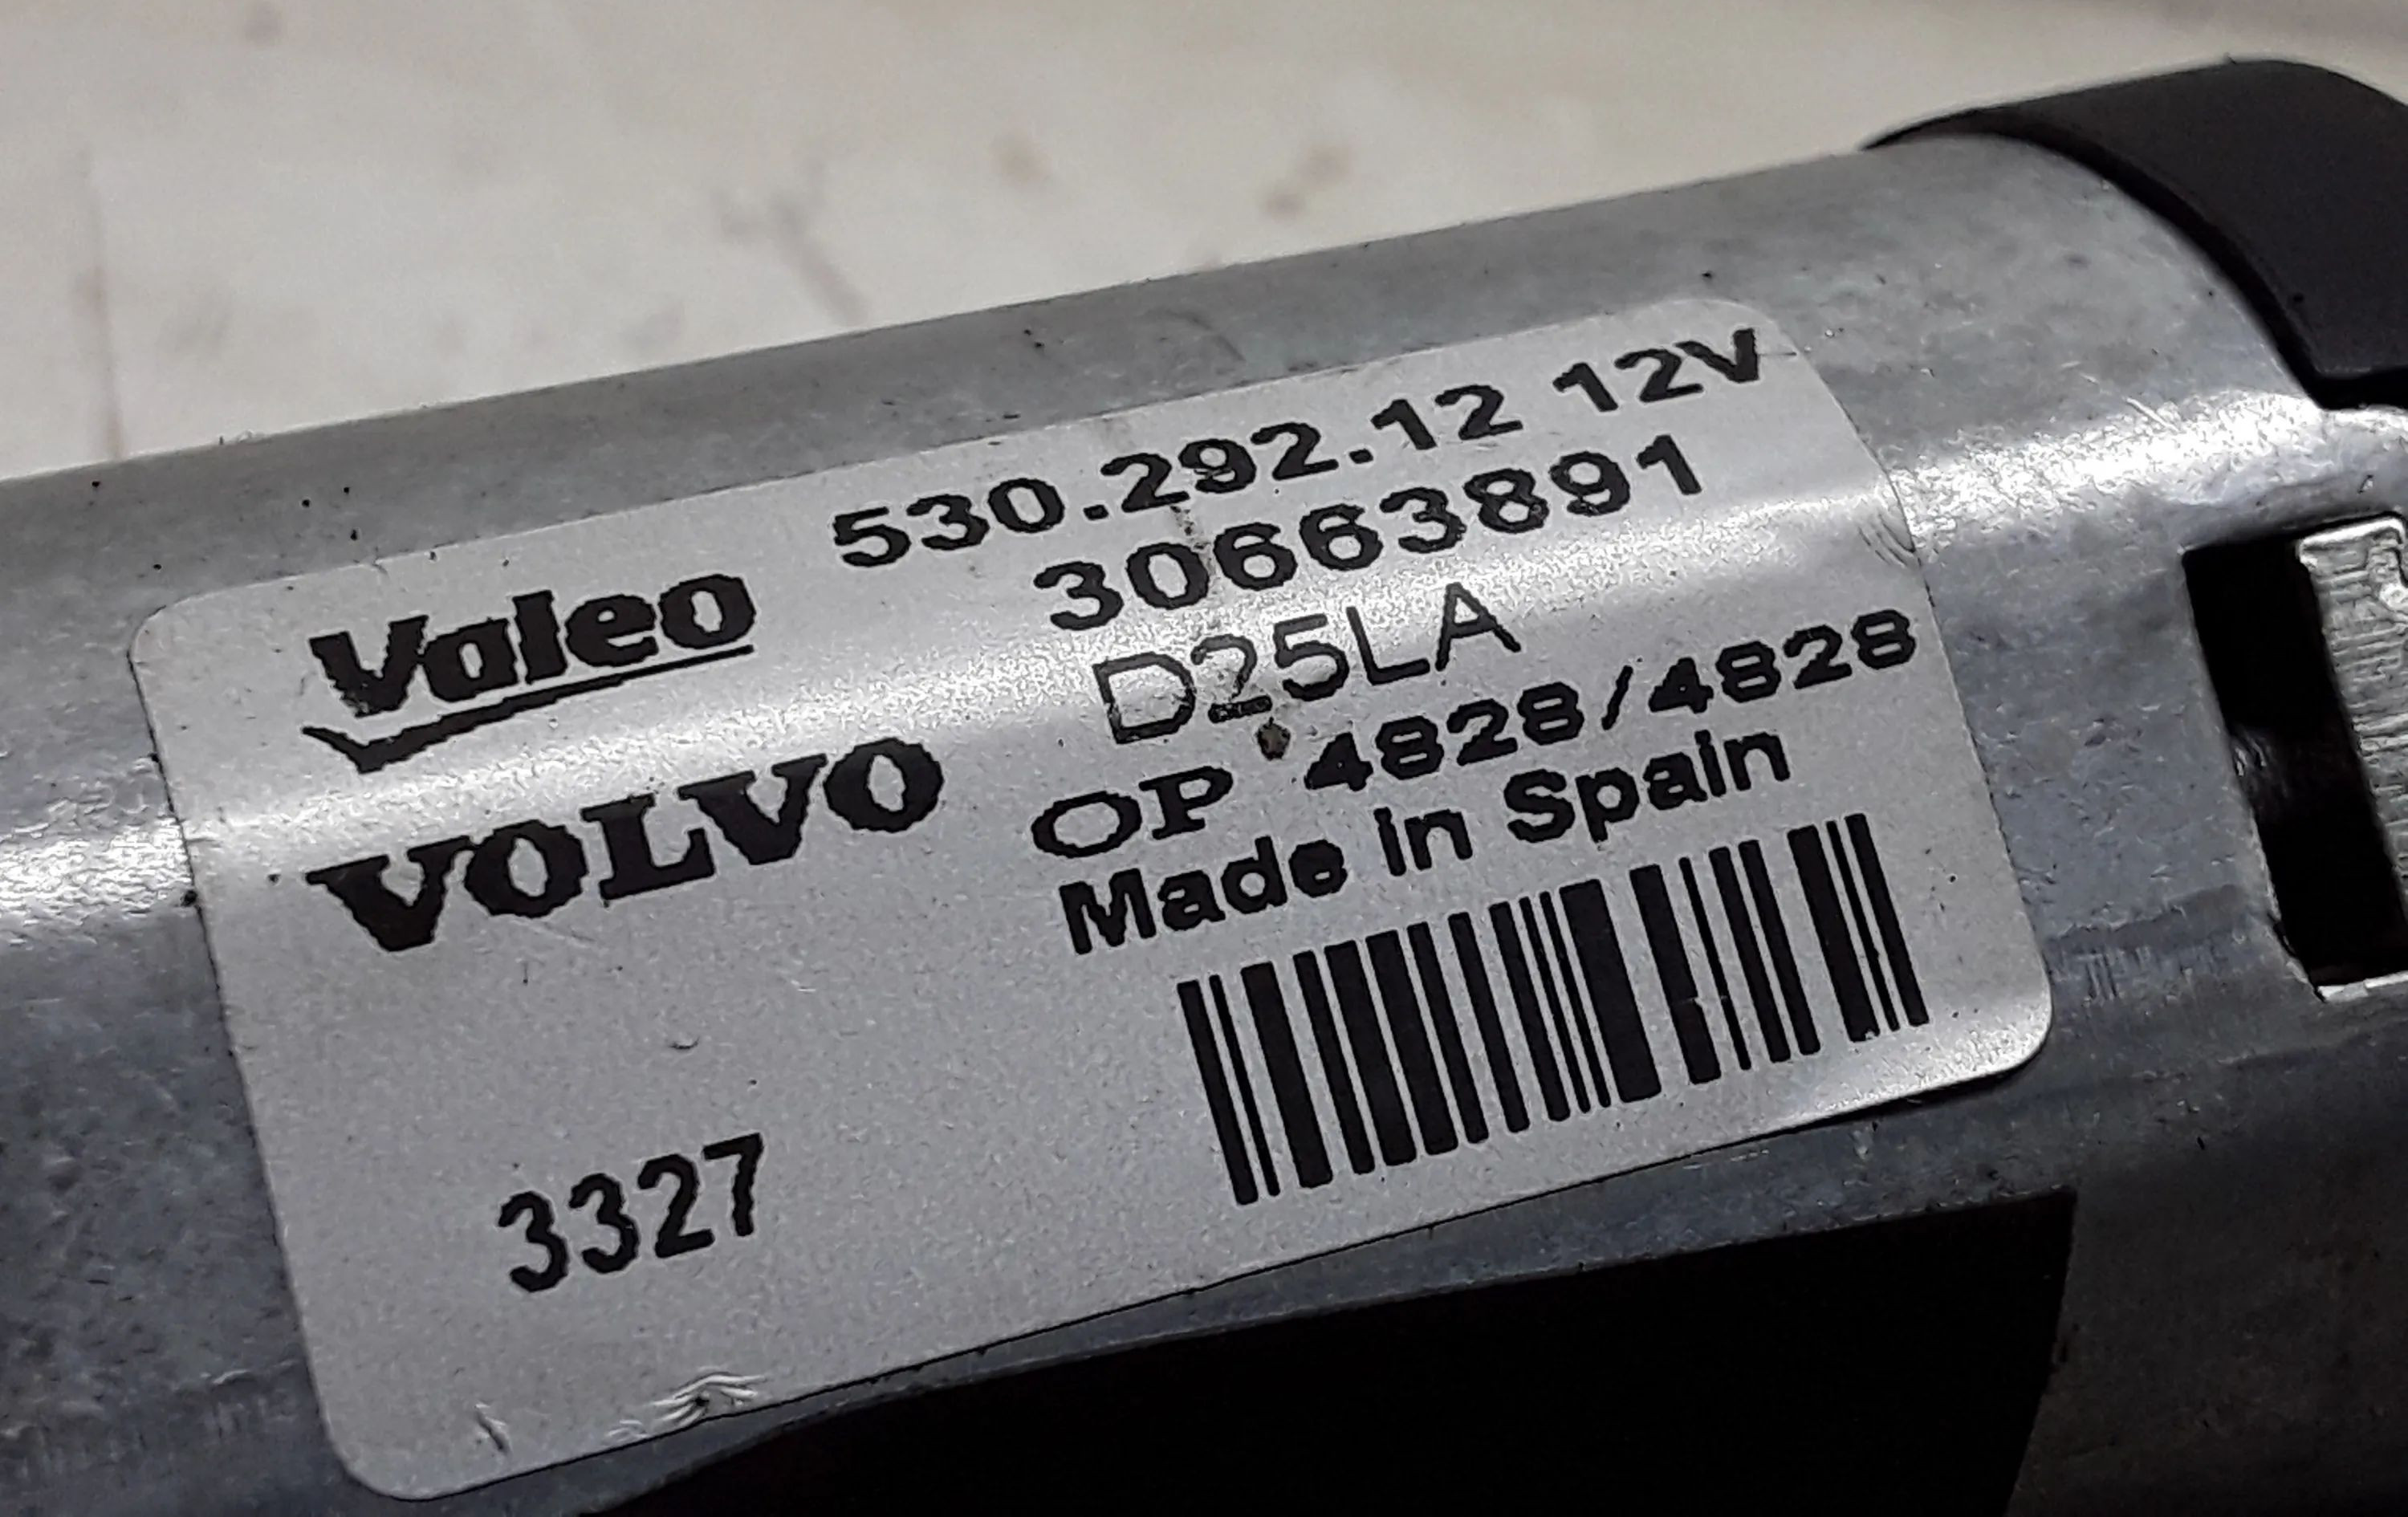 530.292.12 12V
Valeo 30663891
D25LA
VOLVO OP 4828/4828
Made in Spain
3327